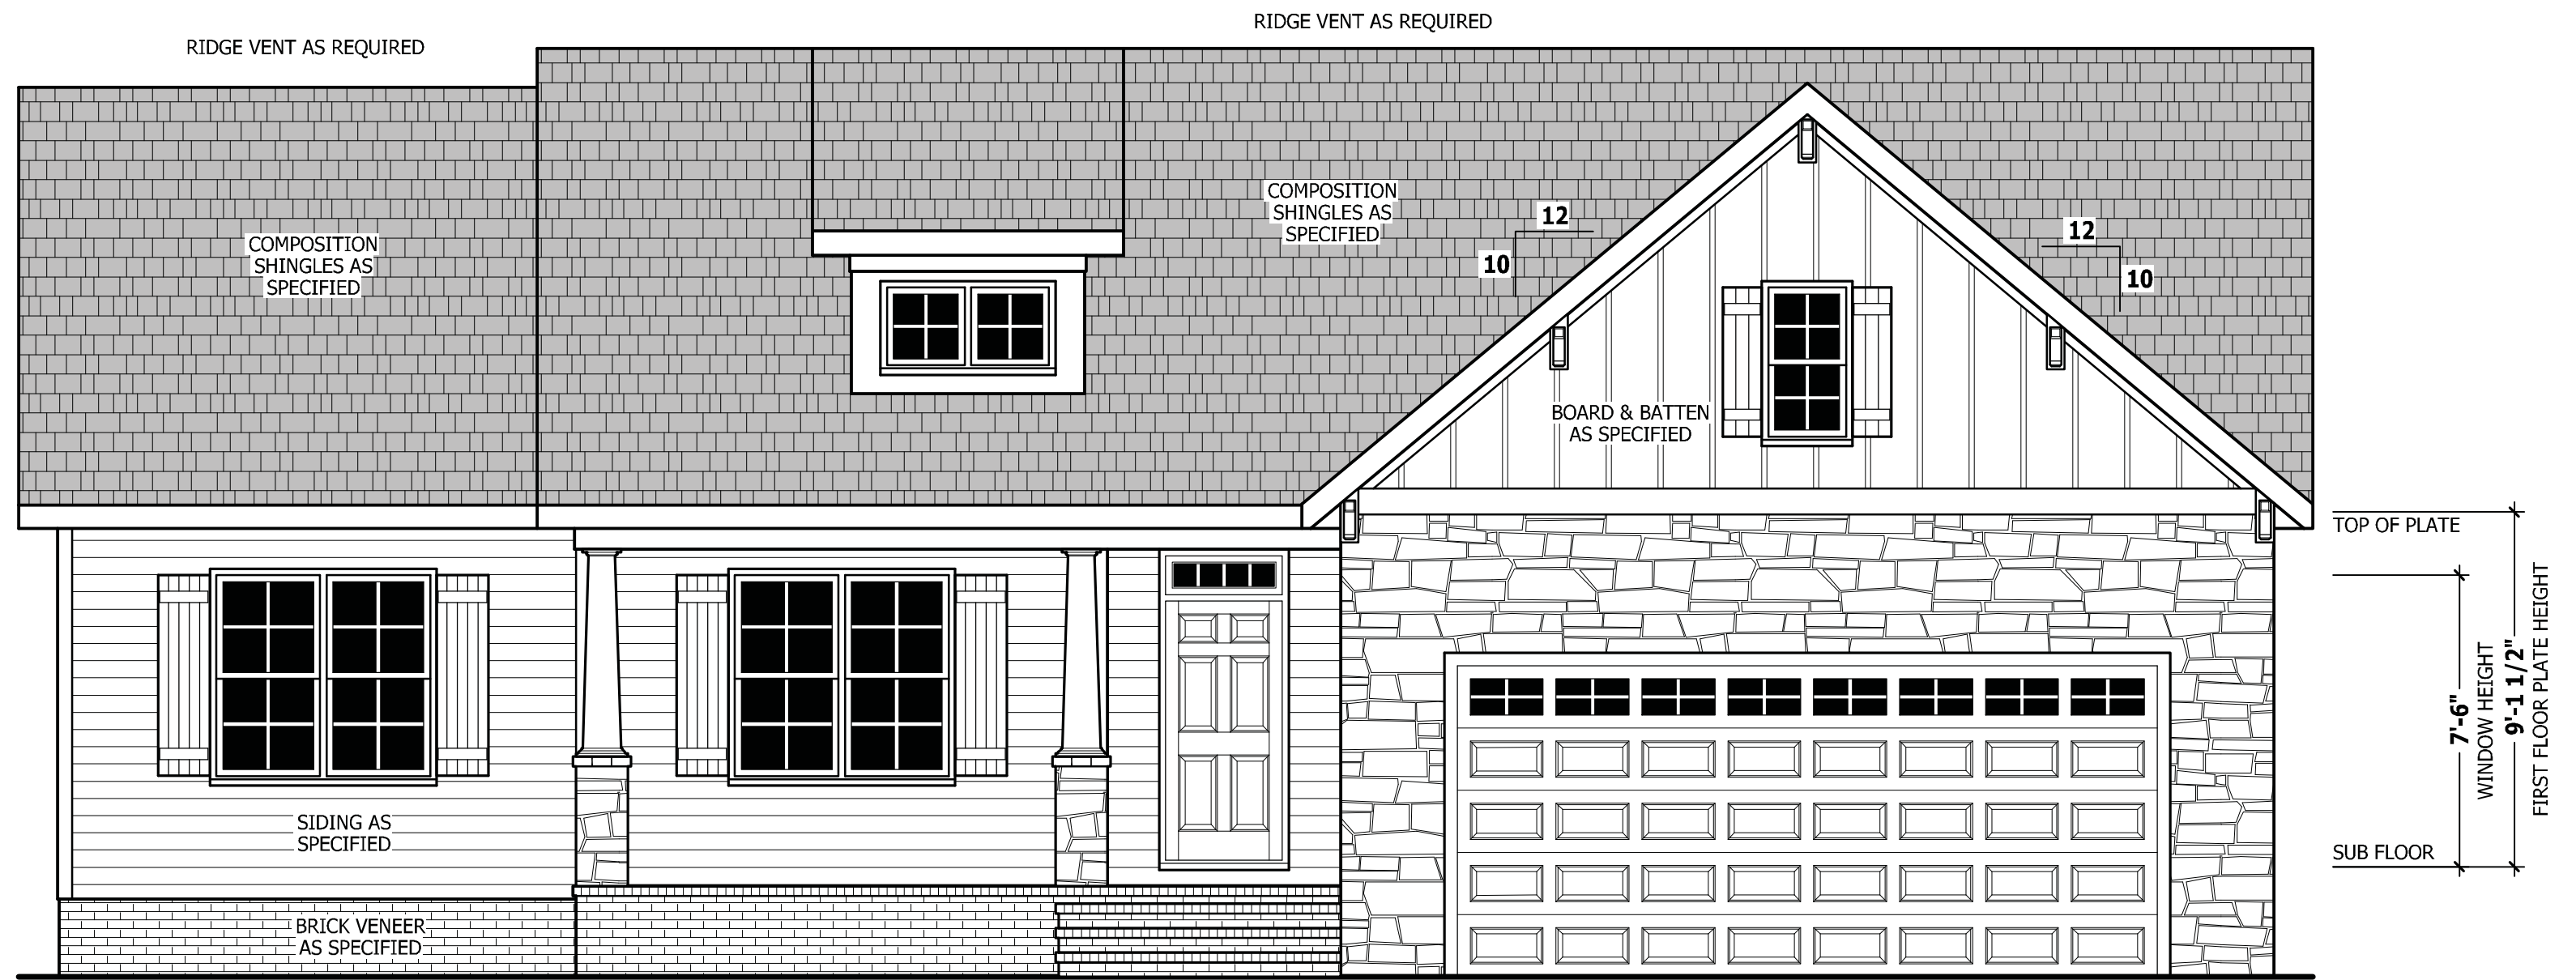 RIDGE VENT AS REQUIRED
RIDGE VENT AS REQUIRED
COMPOSITION
SHINGLES AS
SPECIFIED
COMPOSITION
SHINGLES AS
SPECIFIED
12
10
12
10
BOARD & BATTEN
AS SPECIFIED
TOP OF PLATE
7'-6"
WINDOW HEIGHT
9'-1 1/2"
FIRST FLOOR PLATE HEIGHT
SUB FLOOR
SIDING AS
SPECIFIED
BRICK VENEER
AS SPECIFIED